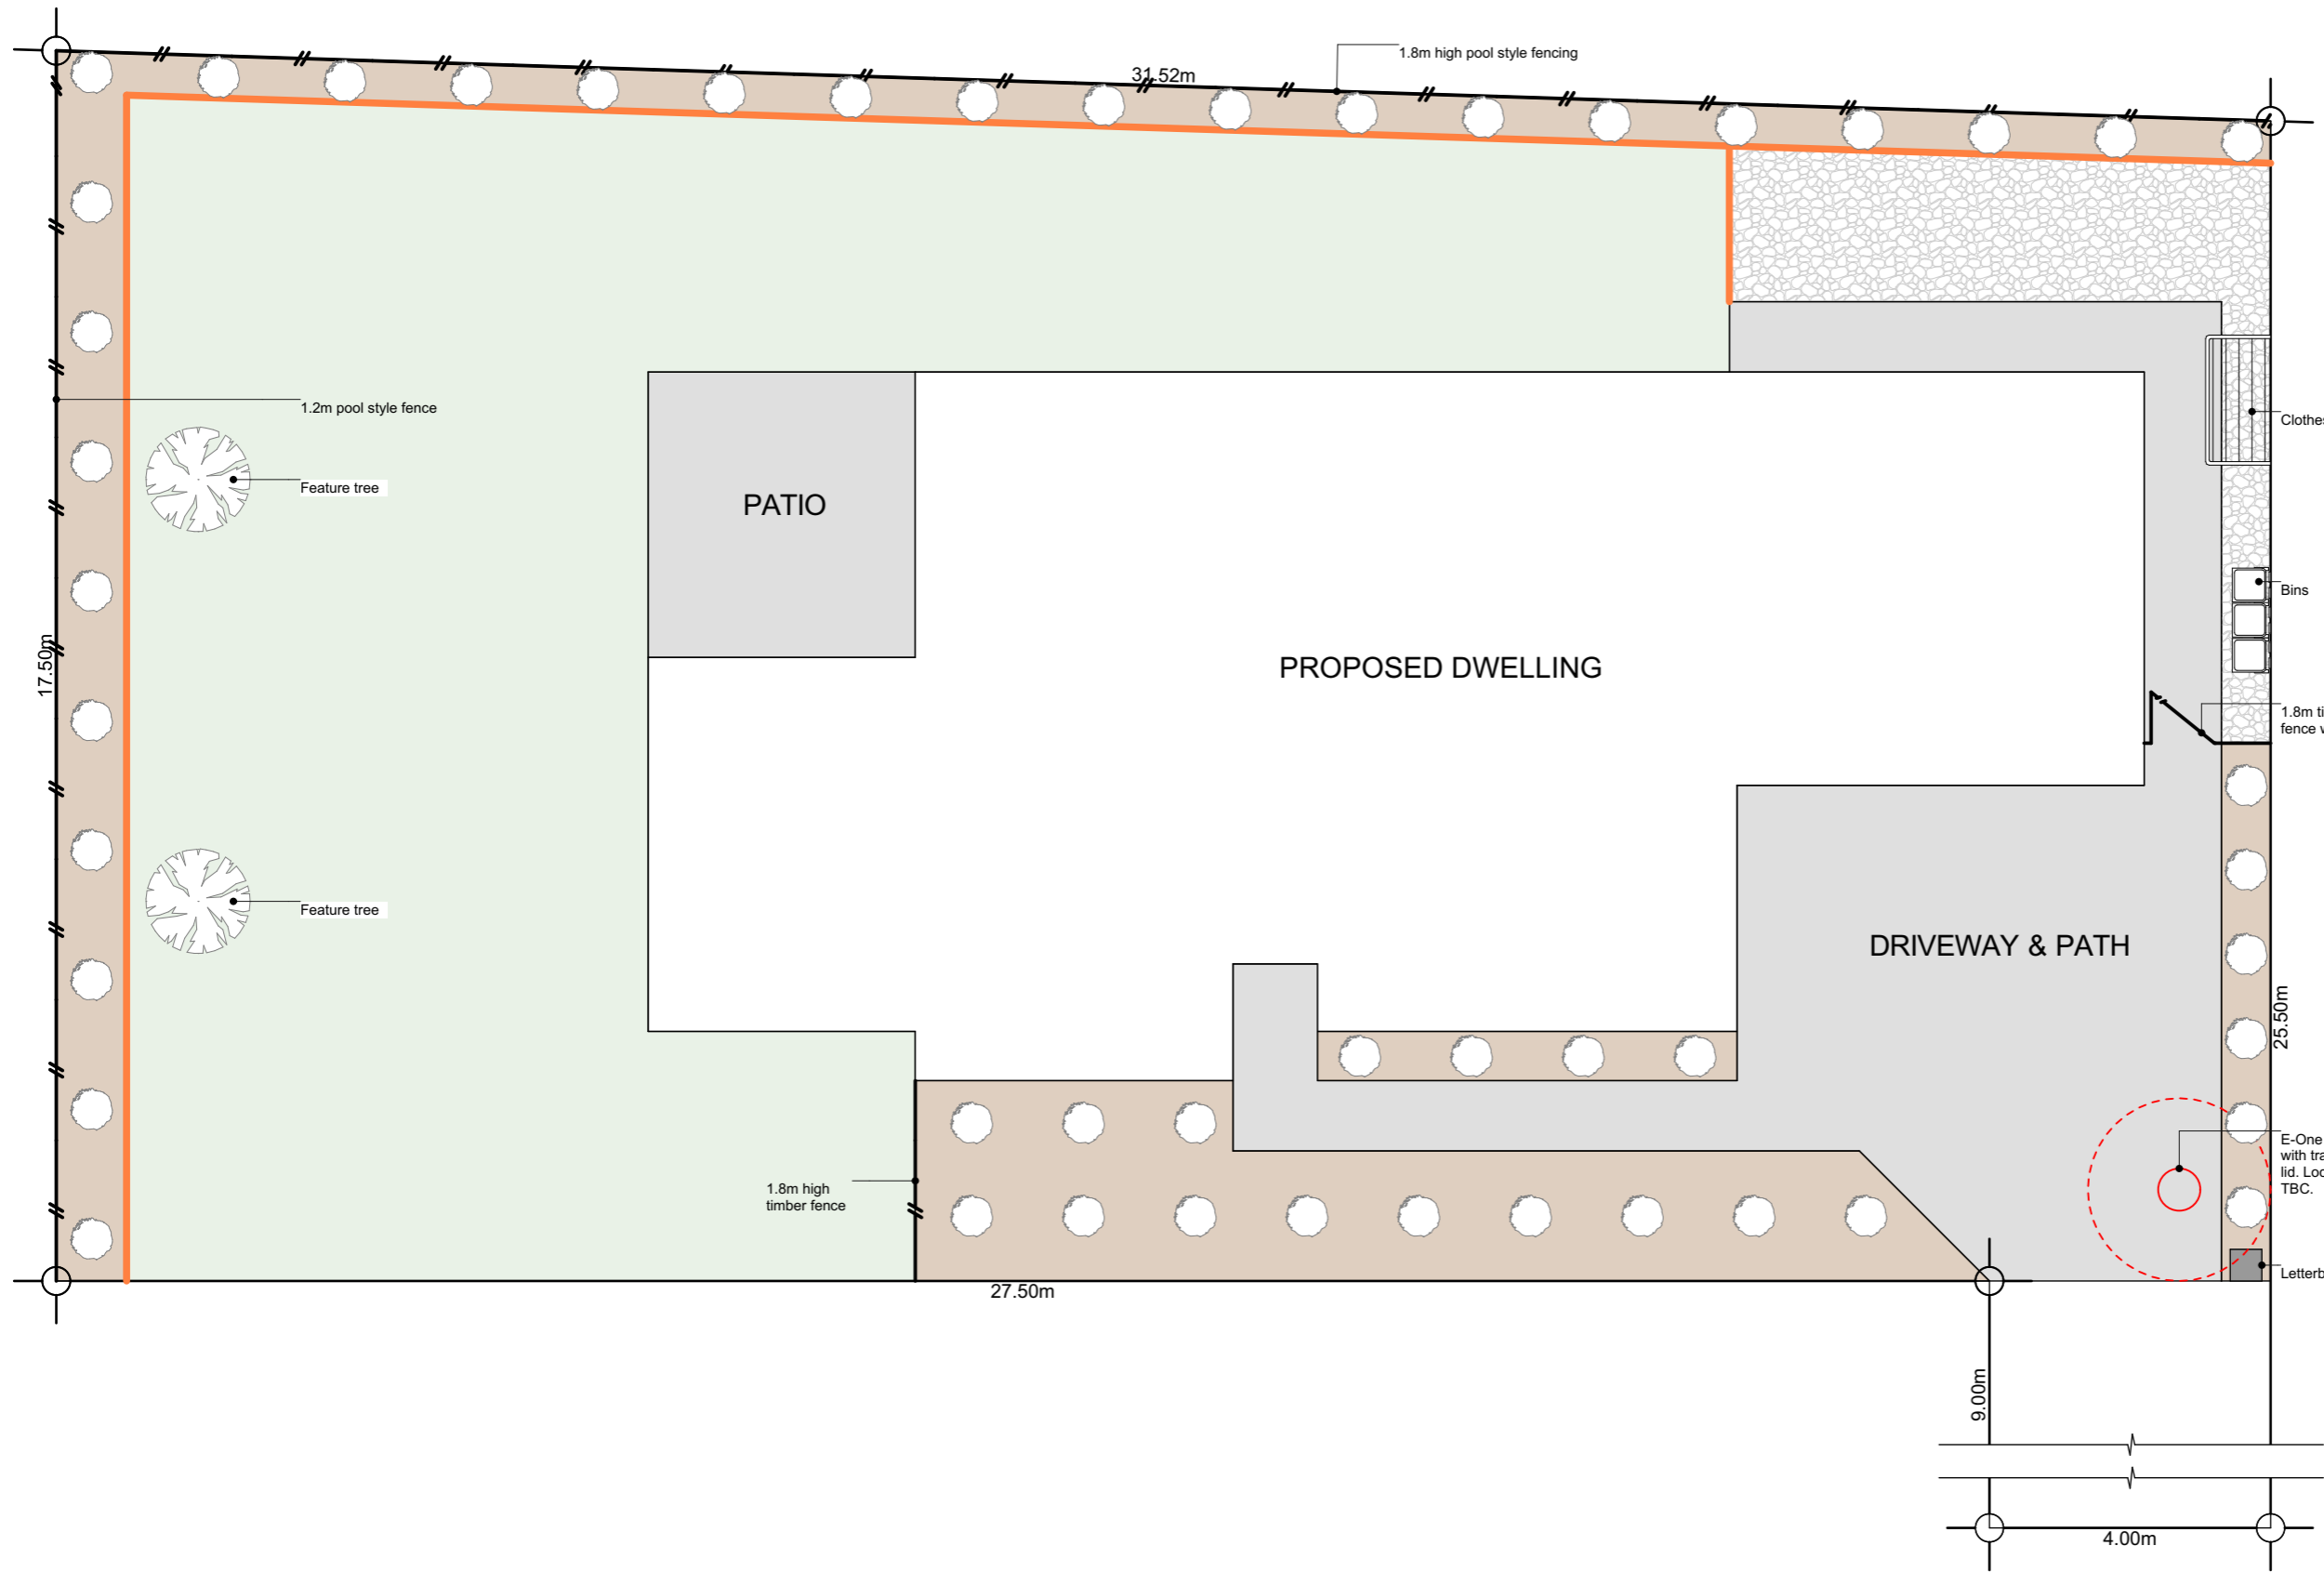 1.8m high pool style fencing
31.52m
1.2m pool style fence
Clothes
Feature tree
PATIO
Bins
PROPOSED DWELLING
17.50m
1.8m ti
fence w
Feature tree
DRIVEWAY & PATH
25.50m
E-One
with tra
lid. Loc
TBC.
1.8m high
timber fence
Letterb
27.50m
9.00m
4.00m